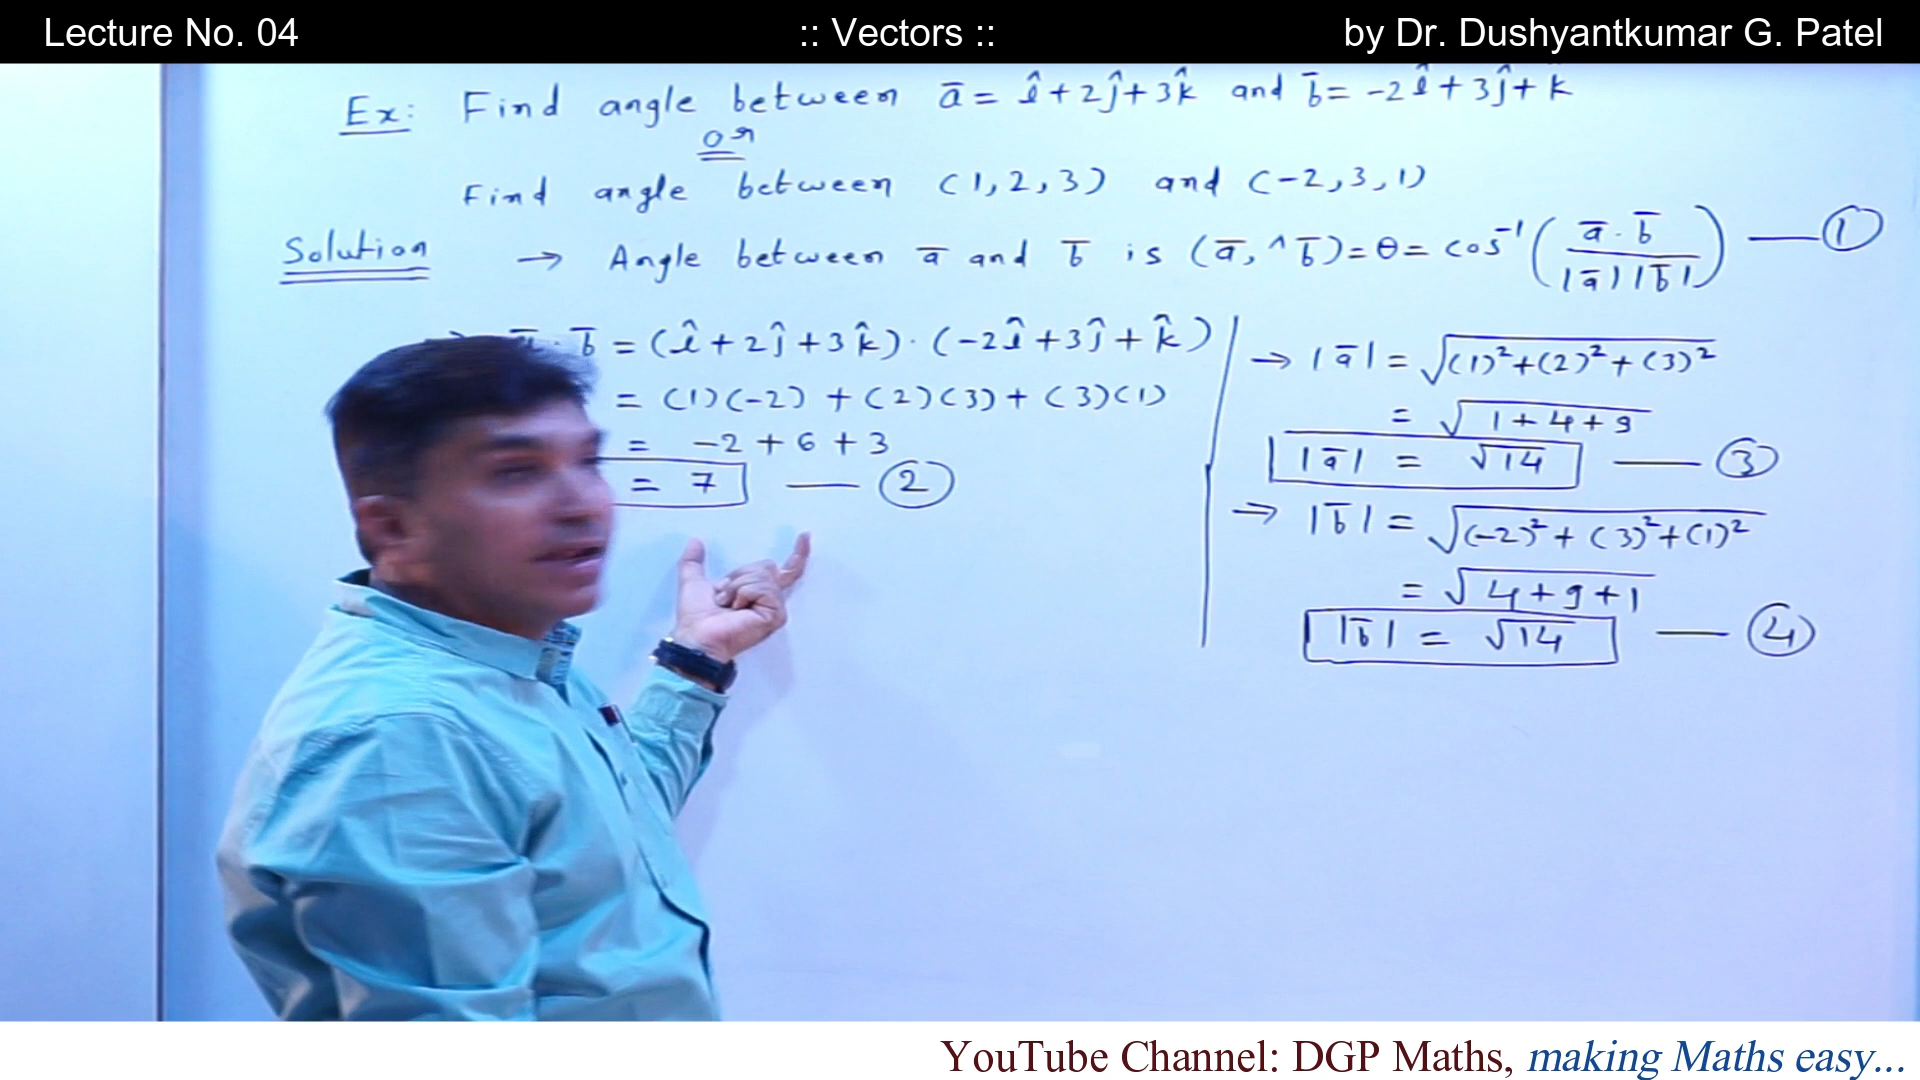 Lecture No. 04 :: Vectors :: by Dr. Dushyantkumar G. Patel
Ex: Find angle between a̅ = î + 2ĵ + 3k̂ and b̅ = -2î + 3ĵ + k
or
Find angle between (1, 2, 3) and (-2, 3, 1)
Solution → Angle between a̅ and b̅ is (a̅, ^ b̅) = θ = cos⁻¹ ( a̅ · b̅ / |a̅| |b̅| ) — ①
· b̅ = (î + 2ĵ + 3k̂) · (-2î + 3ĵ + k̂)
= (1)(-2) + (2)(3) + (3)(1)
= -2 + 6 + 3
= 7 — ②
→ |a̅| = √(1)² + (2)² + (3)²
= √1 + 4 + 9
|a̅| = √14 — ③
→ |b̅| = √(-2)² + (3)² + (1)²
= √4 + 9 + 1
|b̅| = √14 — ④
YouTube Channel: DGP Maths, making Maths easy...